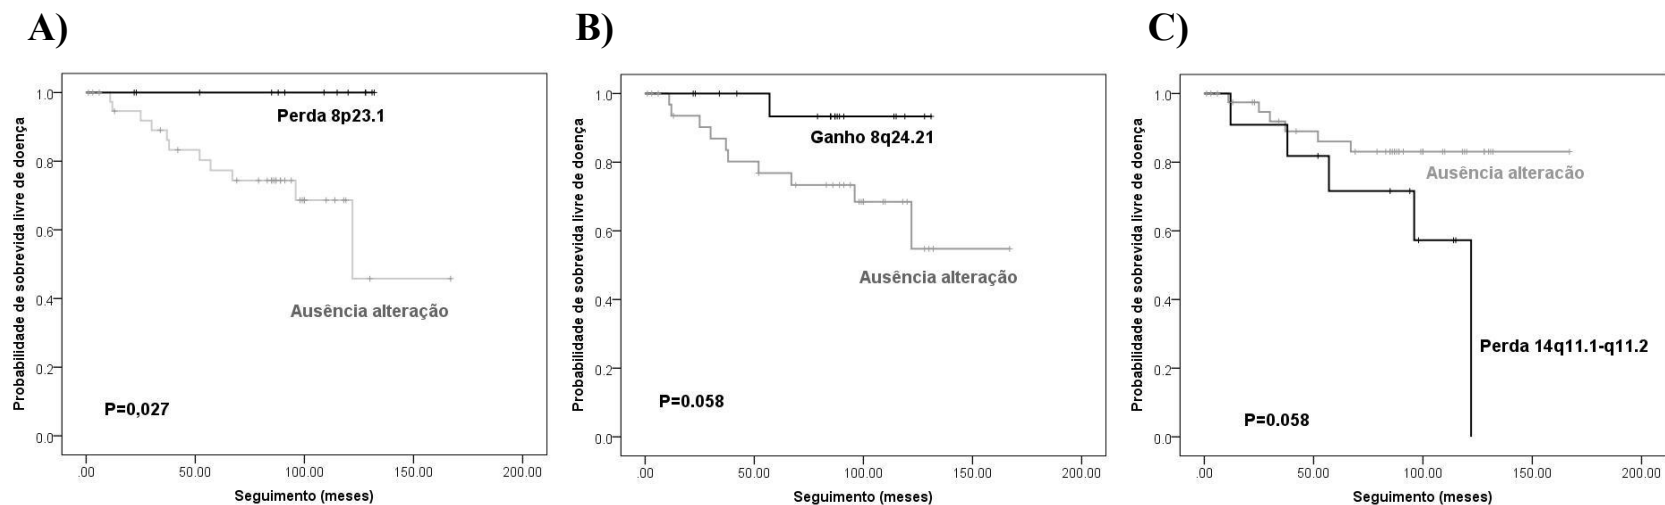 A)
Probabilidade de sobrevida livre de doença
1.0
0.8
0.6
0.4
0.2
0.0
Perda 8p23.1
Ausência alteração
P=0,027
.00 50.00 100.00 150.00 200.00
Seguimento (meses)
B)
Probabilidade de sobrevida livre de doença
1.0
0.8
0.6
0.4
0.2
0.0
Ganho 8q24.21
Ausência alteração
P=0.058
.00 50.00 100.00 150.00 200.00
Seguimento (meses)
C)
Probabilidade de sobrevida livre de doença
1.0
0.8
0.6
0.4
0.2
0.0
Ausência alteracão
Perda 14q11.1-q11.2
P=0.058
.00 50.00 100.00 150.00 200.00
Seguimento (meses)